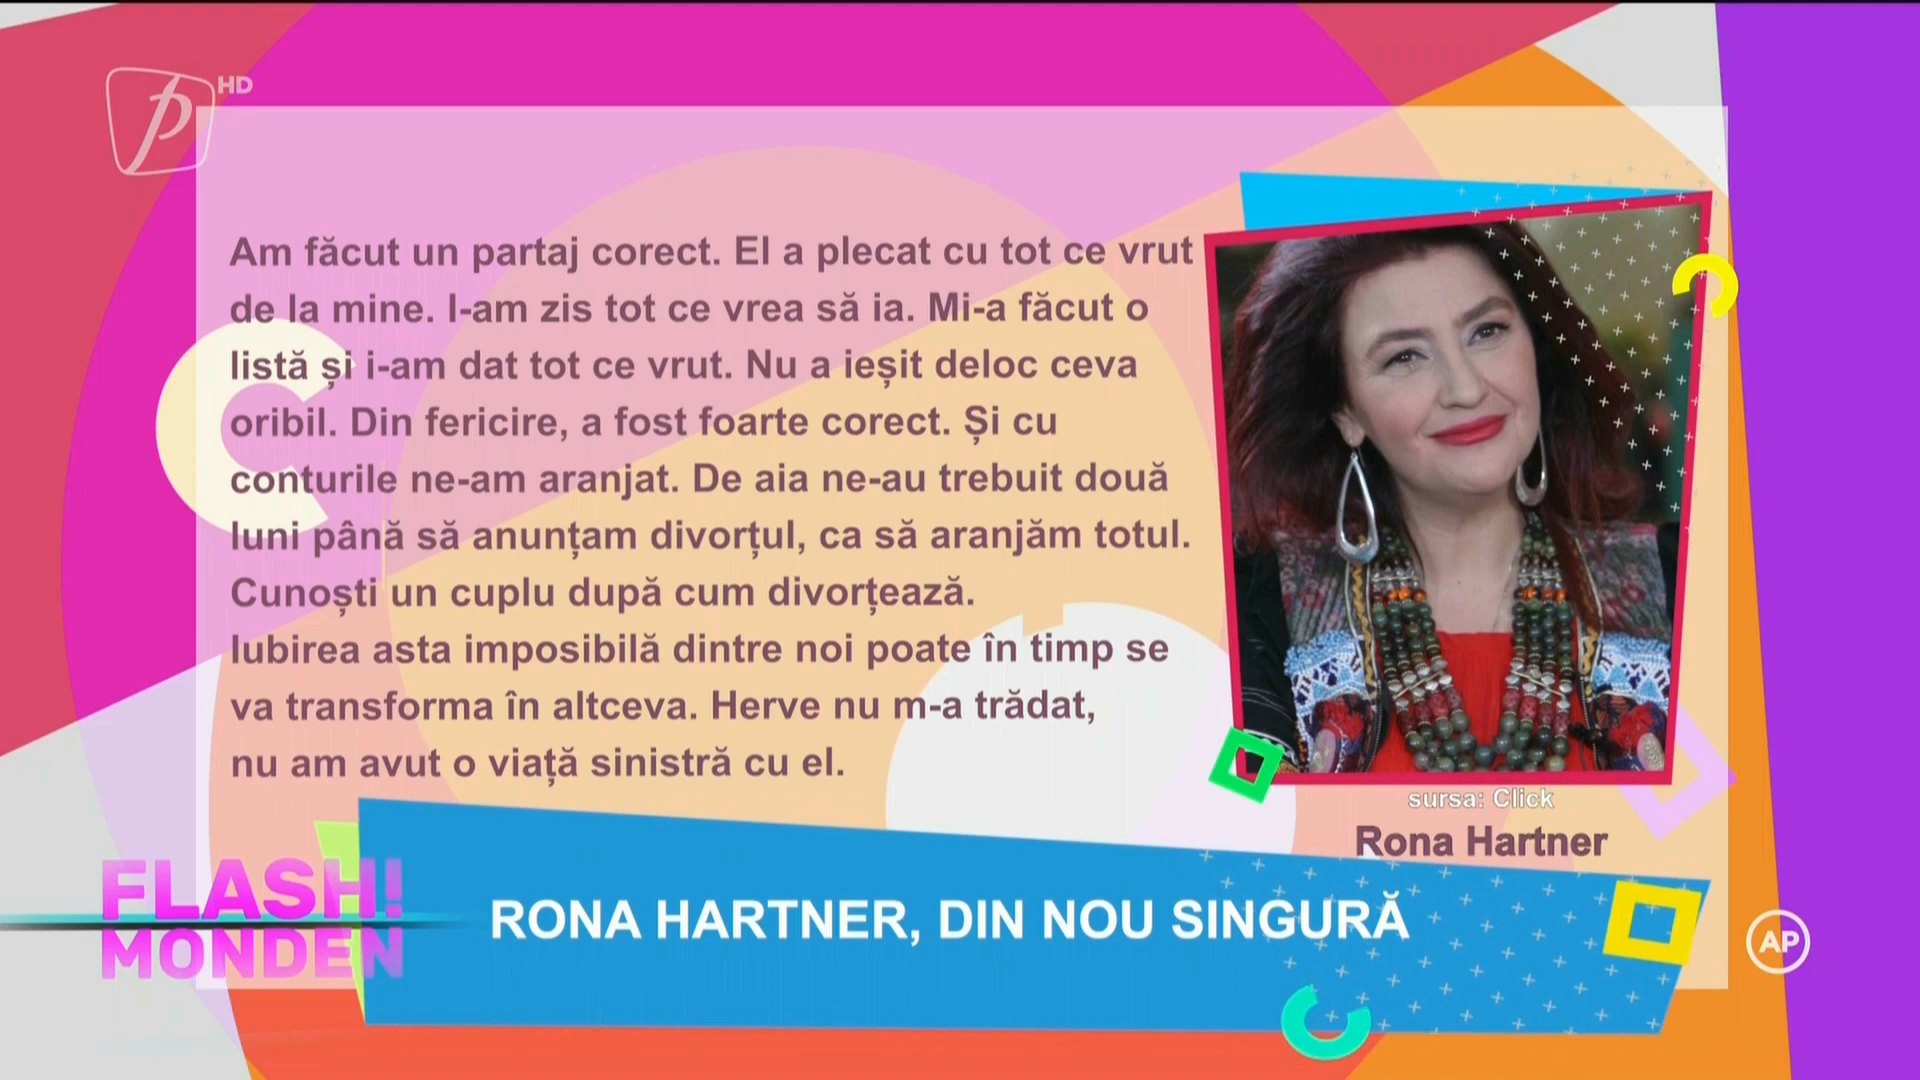 HD
Am făcut un partaj corect. El a plecat cu tot ce vrut
de la mine. I-am zis tot ce vrea să ia. Mi-a făcut o
listă și i-am dat tot ce vrut. Nu a ieșit deloc ceva
oribil. Din fericire, a fost foarte corect. Și cu
conturile ne-am aranjat. De aia ne-au trebuit două
luni până să anunțam divorțul, ca să aranjăm totul.
Cunoști un cuplu după cum divorțează.
Iubirea asta imposibilă dintre noi poate în timp se
va transforma în altceva. Herve nu m-a trădat,
nu am avut o viață sinistră cu el.
sursa: Click
Rona Hartner
FLASH!
MONDEN
RONA HARTNER, DIN NOU SINGURĂ
AP